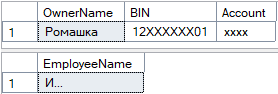 OwnerName BIN Account
1 Ромашка 12XXXXXX01 xxxx
EmployeeName
1 И...